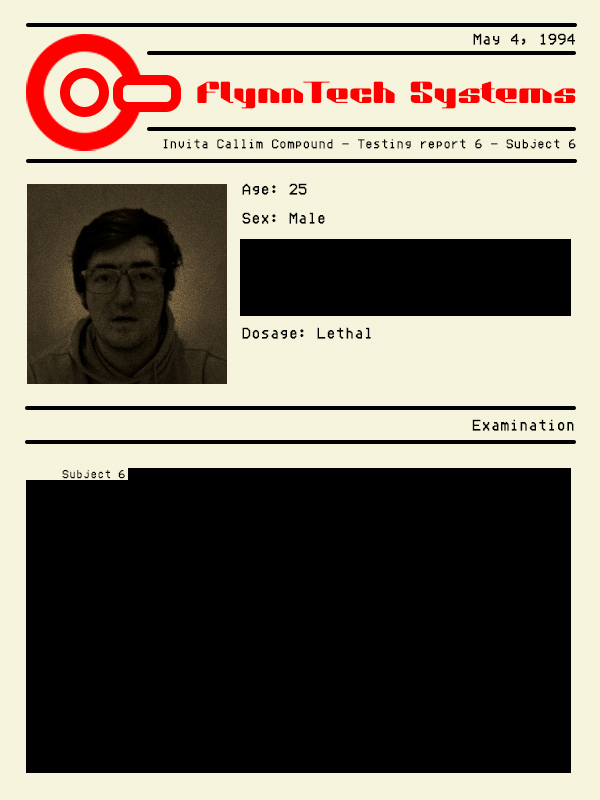 May 4, 1994
FlynnTech Systems
Invita Callim Compound - Testing report 6 - Subject 6
Age: 25
Sex: Male
Dosage: Lethal
Examination
Subject 6